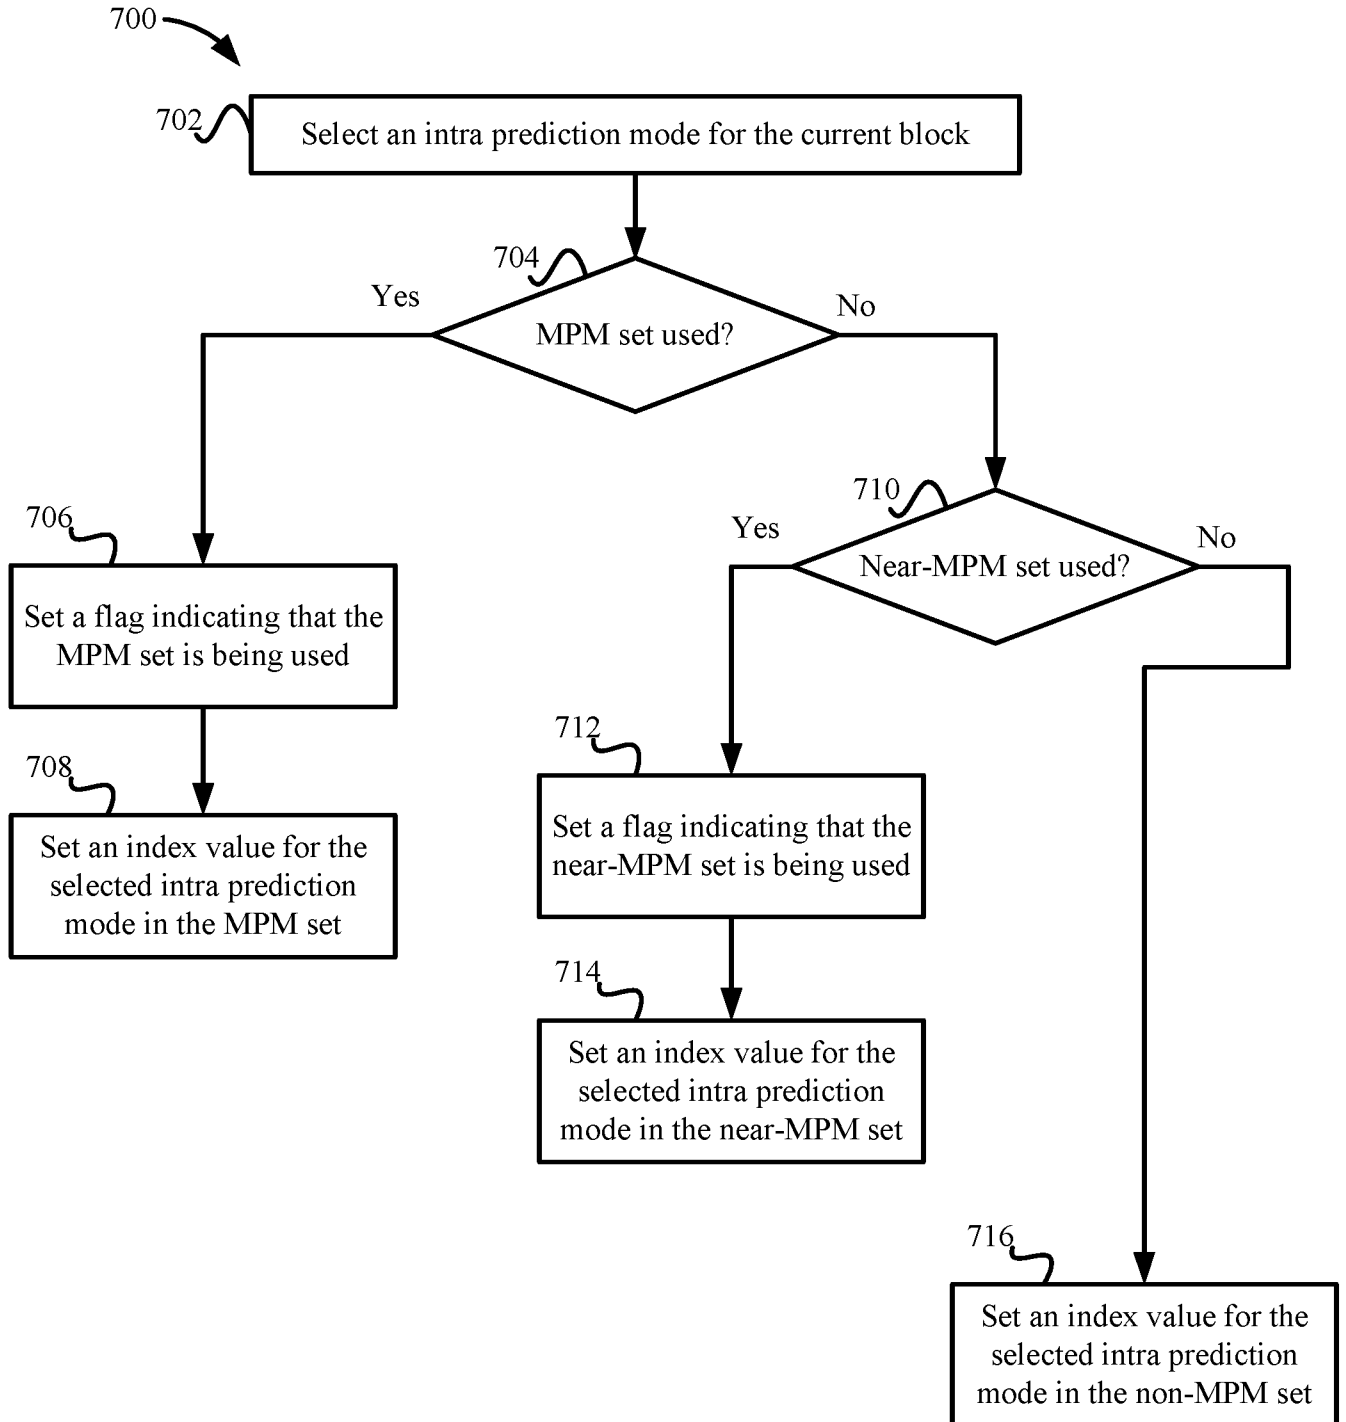 700
702
Select an intra prediction mode for the current block
704
Yes
No
MPM set used?
710
Yes
No
Near-MPM set used?
706
Set a flag indicating that the
MPM set is being used
708
Set an index value for the
selected intra prediction
mode in the MPM set
712
Set a flag indicating that the
near-MPM set is being used
714
Set an index value for the
selected intra prediction
mode in the near-MPM set
716
Set an index value for the
selected intra prediction
mode in the non-MPM set